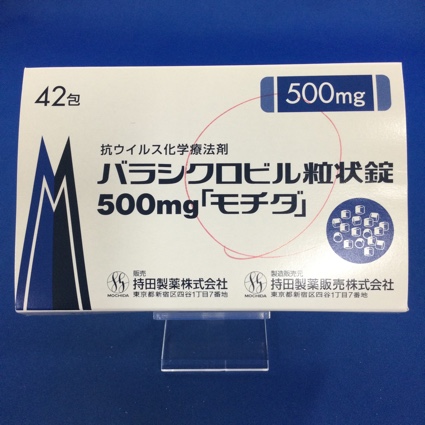 42包
500mg
抗ウイルス化学療法剤
バラシクロビル粒状錠
500mg「モチダ」
販売
持田製薬株式会社
東京都新宿区四谷1丁目7番地
MOCHIDA
製造販売元
持田製薬販売株式会社
東京都新宿区四谷1丁目7番地
MOCHIDA